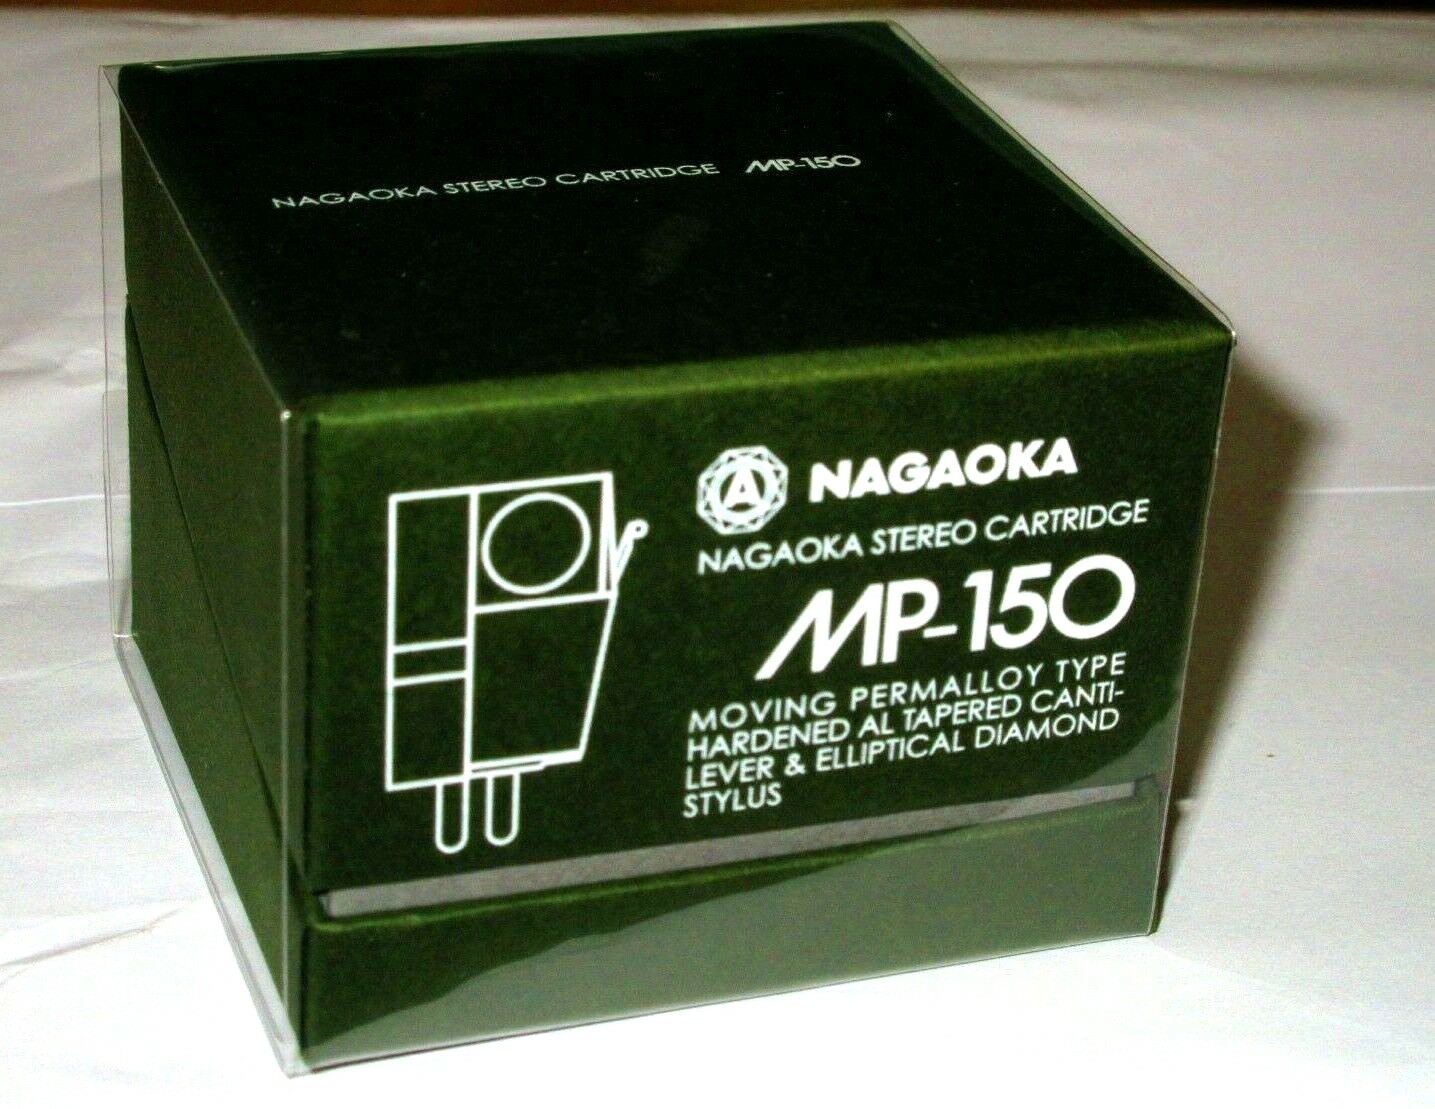 NAGAOKA STEREO CARTRIDGE MP-150
A NAGAOKA
NAGAOKA STEREO CARTRIDGE
MP-150
MOVING PERMALLOY TYPE
HARDENED AL TAPERED CANTI-
LEVER & ELLIPTICAL DIAMOND
STYLUS